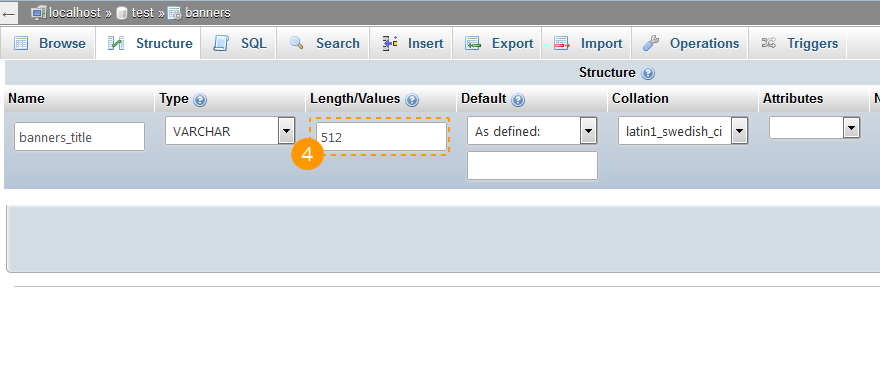 ← localhost » test » banners
Browse Structure SQL Search Insert Export Import Operations Triggers
Structure
Name Type Length/Values Default Collation Attributes N
banners_title VARCHAR 512 As defined: latin1_swedish_ci
4